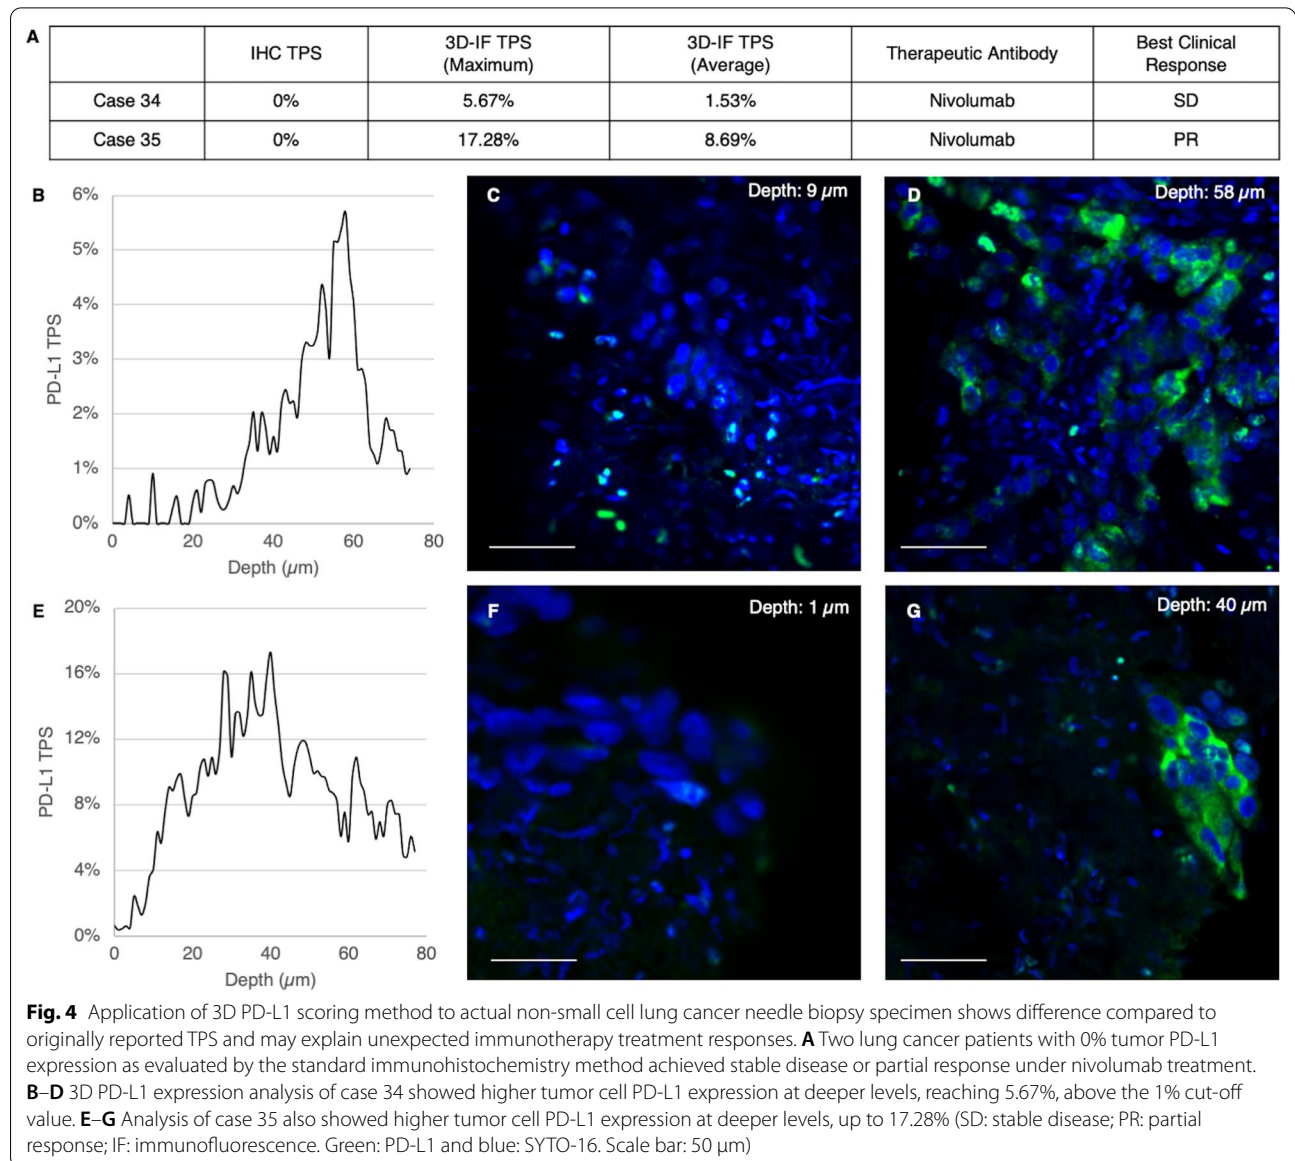 A
IHC TPS
3D-IF TPS
(Maximum)
3D-IF TPS
(Average)
Therapeutic Antibody
Best Clinical
Response
Case 34 0% 5.67% 1.53% Nivolumab SD
Case 35 0% 17.28% 8.69% Nivolumab PR
B
PD-L1 TPS
6%
5%
4%
3%
2%
1%
0%
0 20 40 60 80
Depth (µm)
C
Depth: 9 µm
D
Depth: 58 µm
E
PD-L1 TPS
20%
16%
12%
8%
4%
0%
0 20 40 60 80
Depth (µm)
F
Depth: 1 µm
G
Depth: 40 µm
Fig. 4 Application of 3D PD-L1 scoring method to actual non-small cell lung cancer needle biopsy specimen shows difference compared to
originally reported TPS and may explain unexpected immunotherapy treatment responses. A Two lung cancer patients with 0% tumor PD-L1
expression as evaluated by the standard immunohistochemistry method achieved stable disease or partial response under nivolumab treatment.
B–D 3D PD-L1 expression analysis of case 34 showed higher tumor cell PD-L1 expression at deeper levels, reaching 5.67%, above the 1% cut-off
value. E–G Analysis of case 35 also showed higher tumor cell PD-L1 expression at deeper levels, up to 17.28% (SD: stable disease; PR: partial
response; IF: immunofluorescence. Green: PD-L1 and blue: SYTO-16. Scale bar: 50 µm)